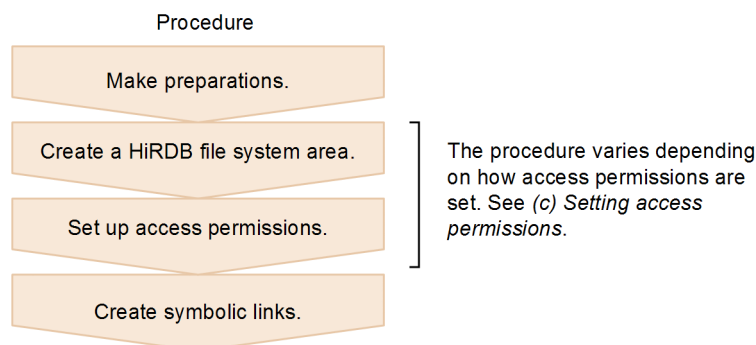 Procedure
Make preparations.
Create a HiRDB file system area.
Set up access permissions.
Create symbolic links.
The procedure varies depending
on how access permissions are
set. See (c) Setting access
permissions.